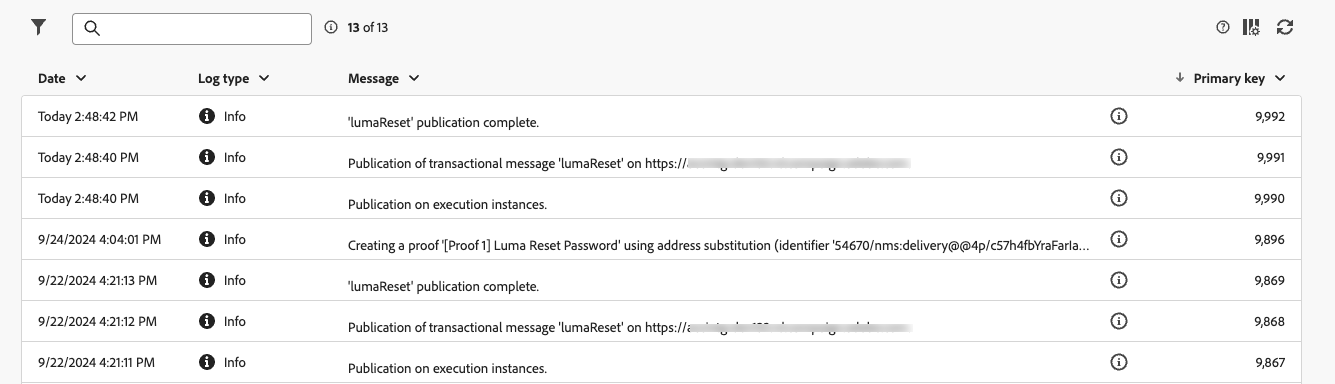 13 of 13
Date Log type Message Primary key
Today 2:48:42 PM Info 'lumaReset' publication complete. 9,992
Today 2:48:40 PM Info Publication of transactional message 'lumaReset' on https:// 9,991
Today 2:48:40 PM Info Publication on execution instances. 9,990
9/24/2024 4:04:01 PM Info Creating a proof '[Proof 1] Luma Reset Password' using address substitution (identifier '54670/nms:delivery@@4p/c57h4fbYraFarIa... 9,896
9/22/2024 4:21:13 PM Info 'lumaReset' publication complete. 9,869
9/22/2024 4:21:12 PM Info Publication of transactional message 'lumaReset' on https:// 9,868
9/22/2024 4:21:11 PM Info Publication on execution instances. 9,867